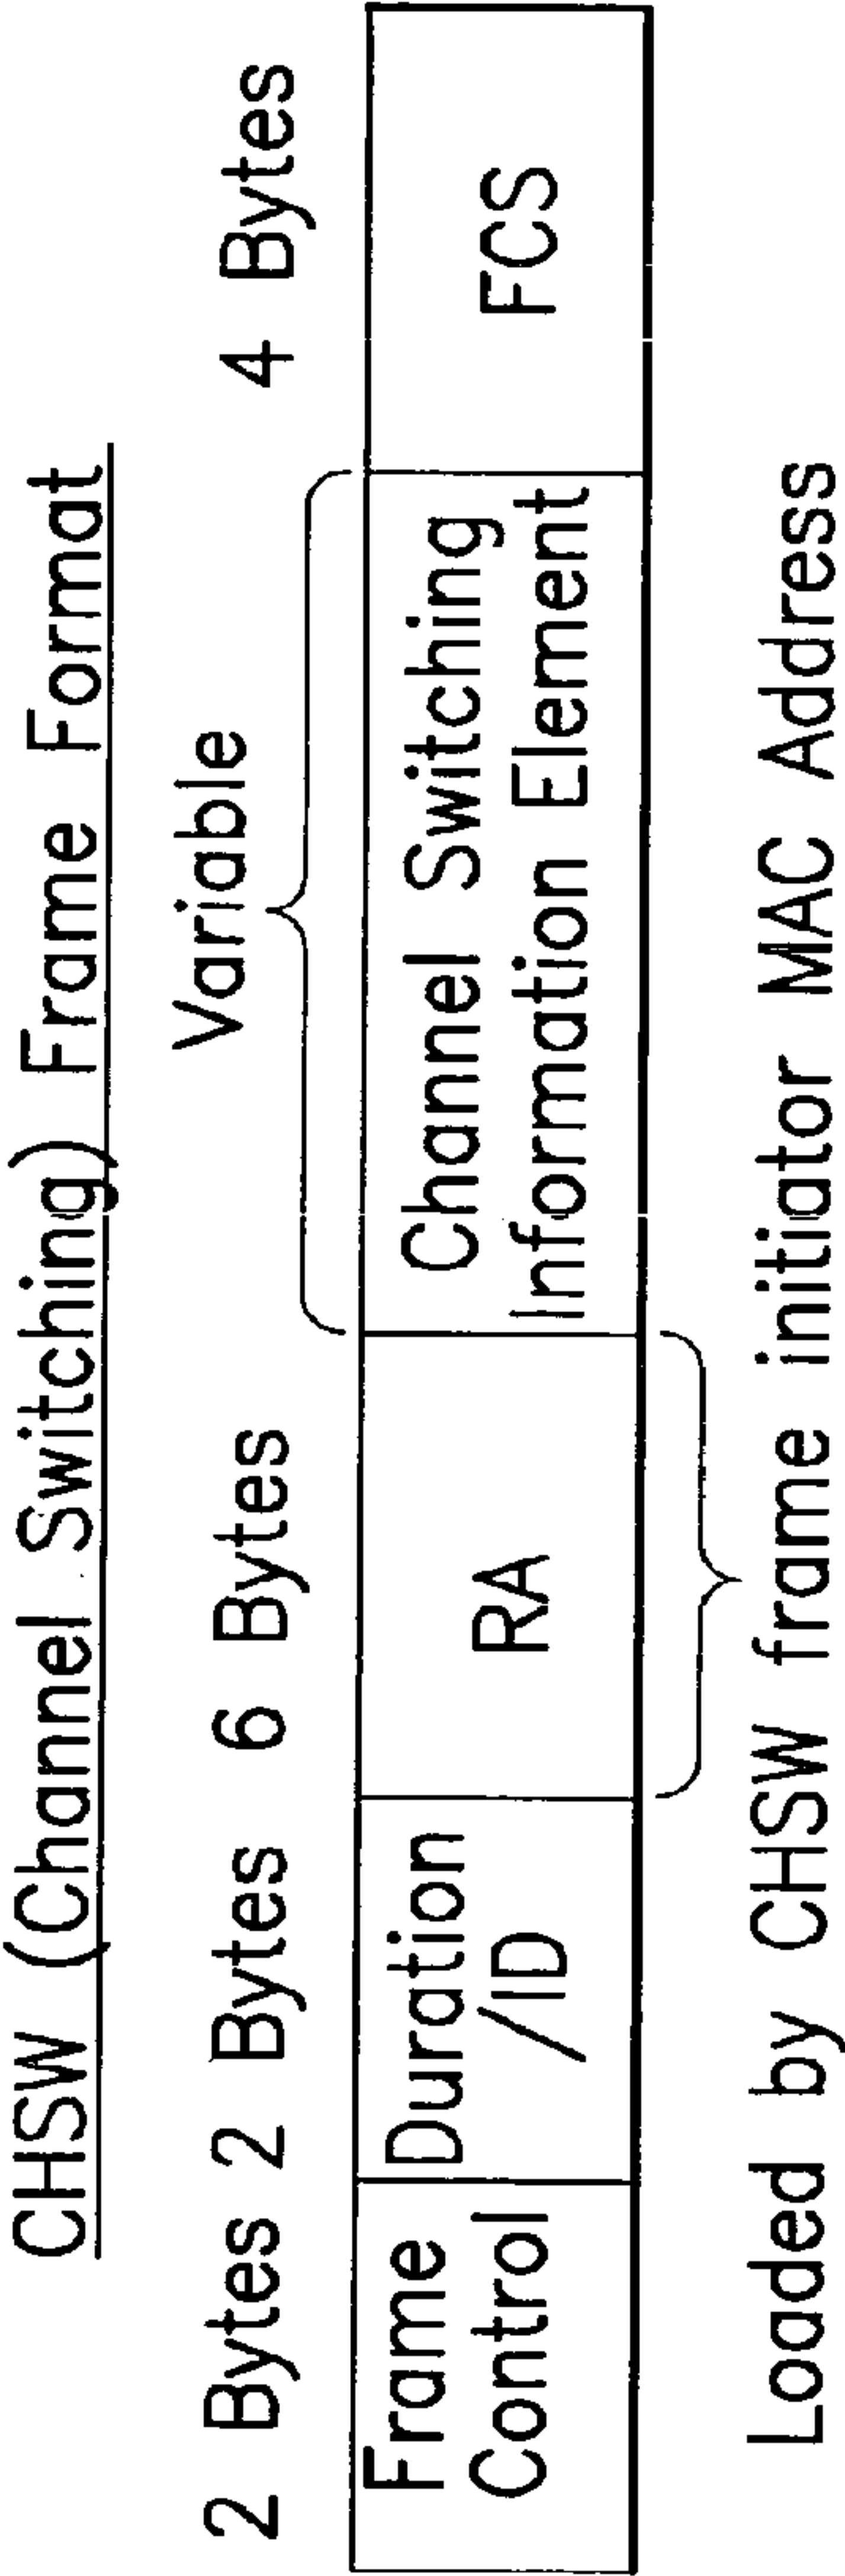 CHSW (Channel Switching) Frame Format
Variable
2 Bytes 2 Bytes 6 Bytes 4 Bytes
Frame Control
Duration /ID
RA
Channel Switching
Information Element
FCS
Loaded by CHSW frame initiator MAC Address